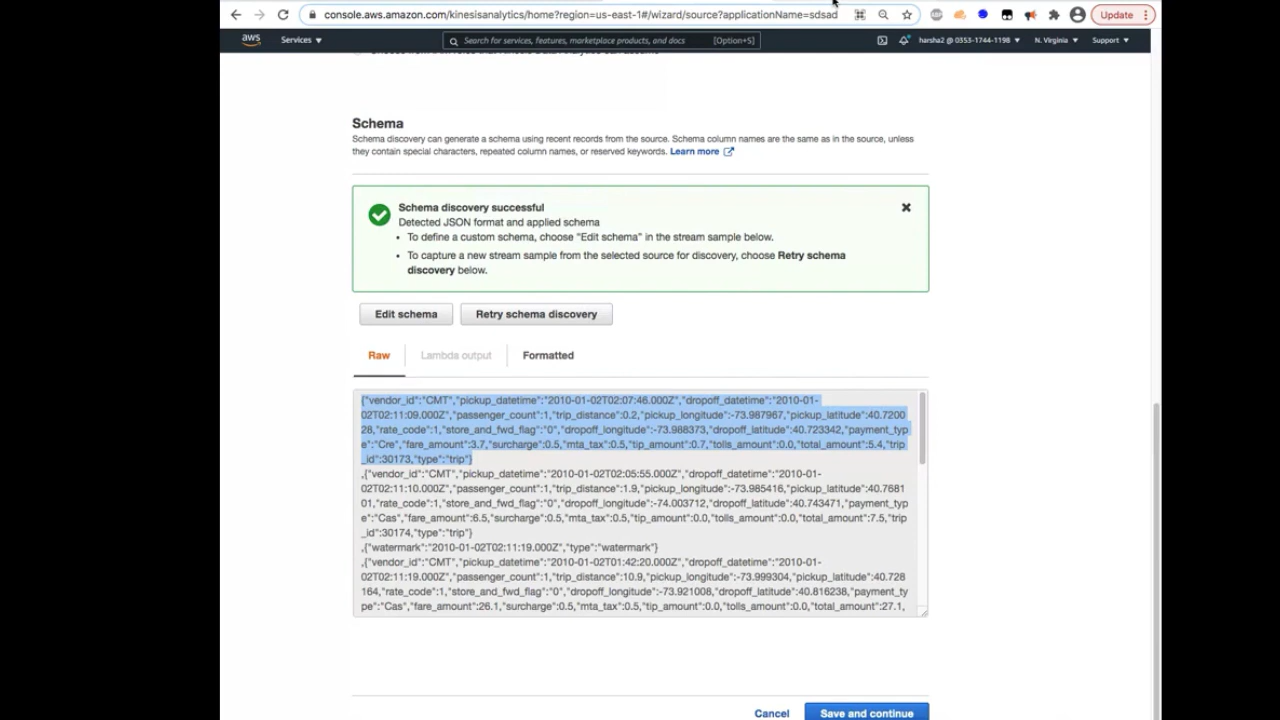 console.aws.amazon.com/kinesisanalytics/home?region=us-east-1#/wizard/source?applicationName=sdsad
Update
aws
Services
Search for services, features, marketplace products, and docs
[Option+S]
harsha2 @ 0353-1744-1198
N. Virginia
Support
Schema
Schema discovery can generate a schema using recent records from the source. Schema column names are the same as in the source, unless
they contain special characters, repeated column names, or reserved keywords. Learn more
Schema discovery successful
Detected JSON format and applied schema
• To define a custom schema, choose "Edit schema" in the stream sample below.
• To capture a new stream sample from the selected source for discovery, choose Retry schema
discovery below.
Edit schema
Retry schema discovery
Raw
Lambda output
Formatted
{"vendor_id":"CMT","pickup_datetime":"2010-01-02T02:07:46.000Z","dropoff_datetime":"2010-01-
02T02:11:09.000Z","passenger_count":1,"trip_distance":0.2,"pickup_longitude":-73.987967,"pickup_latitude":40.7200
28,"rate_code":1,"store_and_fwd_flag":"0","dropoff_longitude":-73.988373,"dropoff_latitude":40.723342,"payment_typ
e":"Cre","fare_amount":3.7,"surcharge":0.5,"mta_tax":0.5,"tip_amount":0.7,"tolls_amount":0.0,"total_amount":5.4,"trip
_id":30173,"type":"trip"}
,{"vendor_id":"CMT","pickup_datetime":"2010-01-02T02:05:55.000Z","dropoff_datetime":"2010-01-
02T02:11:10.000Z","passenger_count":1,"trip_distance":1.9,"pickup_longitude":-73.985416,"pickup_latitude":40.7681
01,"rate_code":1,"store_and_fwd_flag":"0","dropoff_longitude":-74.003712,"dropoff_latitude":40.743471,"payment_typ
e":"Cas","fare_amount":6.5,"surcharge":0.5,"mta_tax":0.5,"tip_amount":0.0,"tolls_amount":0.0,"total_amount":7.5,"trip
_id":30174,"type":"trip"}
,{"watermark":"2010-01-02T02:11:19.000Z","type":"watermark"}
,{"vendor_id":"CMT","pickup_datetime":"2010-01-02T01:42:20.000Z","dropoff_datetime":"2010-01-
02T02:11:19.000Z","passenger_count":1,"trip_distance":10.9,"pickup_longitude":-73.999304,"pickup_latitude":40.728
164,"rate_code":1,"store_and_fwd_flag":"0","dropoff_longitude":-73.921008,"dropoff_latitude":40.816238,"payment_ty
pe":"Cas","fare_amount":26.1,"surcharge":0.5,"mta_tax":0.5,"tip_amount":0.0,"tolls_amount":0.0,"total_amount":27.1,
Cancel
Save and continue